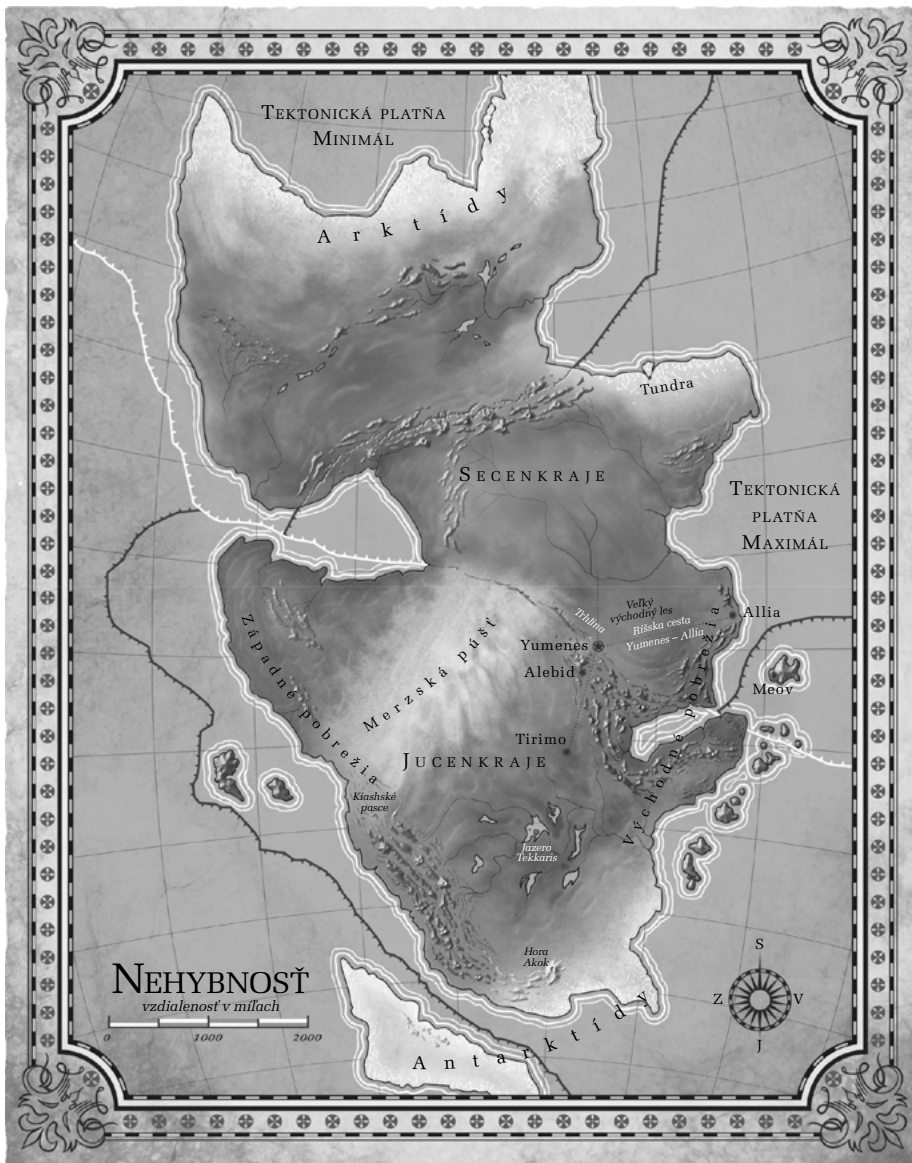 TEKTONICKÁ PLATŇA
MINIMÁL
Arktídy
Tundra
SECENKRAJE
TEKTONICKÁ
PLATŇA
MAXIMÁL
Západné pobrežia
Merzská púšť
Trhlina
Veľký
východný les
Ríšska cesta
Yumenes – Allia
Allia
Yumenes
Alebid
Meov
Východné pobrežia
Tirimo
JUCENKRAJE
Kiashské
pasce
Jazero
Tekkaris
Hora
Akok
Antarktídy
NEHYBNOSŤ
vzdialenosť v míľach
0 1000 2000
S
Z V
J